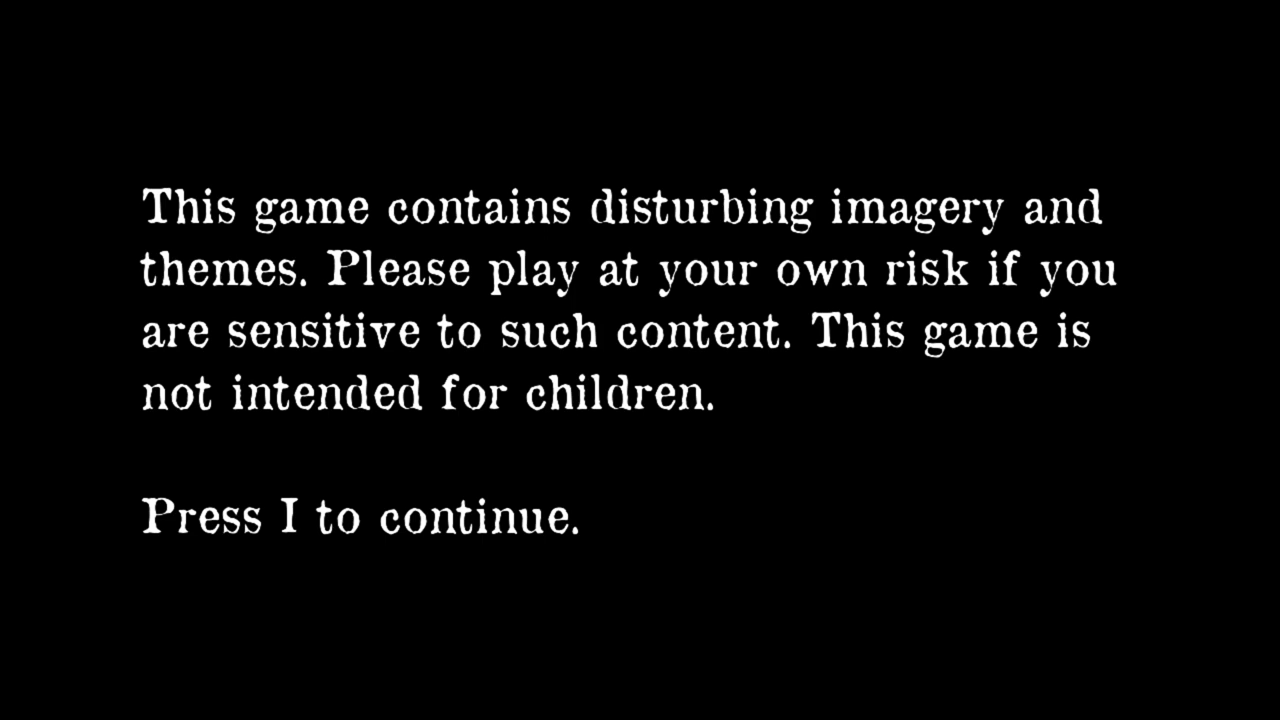 This game contains disturbing imagery and
themes. Please play at your own risk if you
are sensitive to such content. This game is
not intended for children.
Press I to continue.